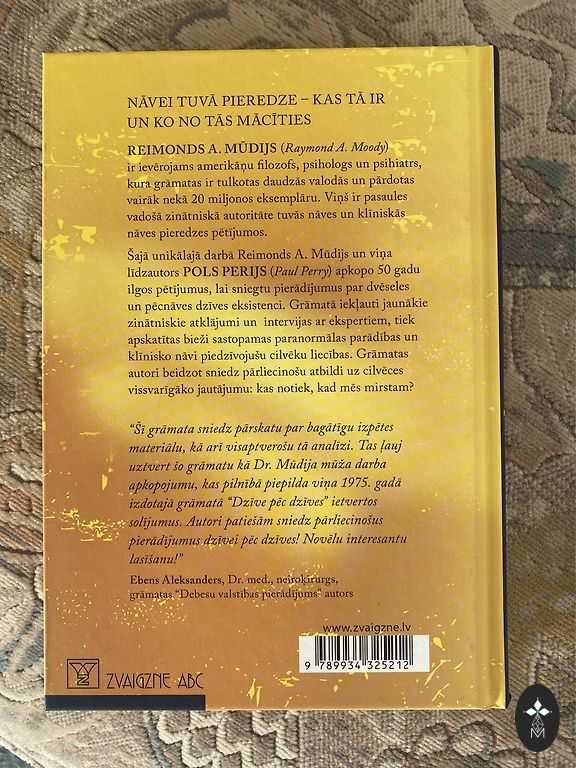 NĀVEI TUVĀ PIEREDZE – KAS TĀ IR
UN KO NO TĀS MĀCĪTIES
REIMONDS A. MŪDIJS (Raymond A. Moody)
ir ievērojams amerikāņu filozofs, psihologs un psihiatrs,
kura grāmatas ir tulkotas daudzās valodās un pārdotas
vairāk nekā 20 miljonos eksemplāru. Viņš ir pasaules
vadošā zinātniskā autoritāte tuvās nāves un klīniskās
nāves pieredzes pētījumos.
Šajā unikālajā darbā Reimonds A. Mūdijs un viņa
līdzautors POLS PERIJS (Paul Perry) apkopo 50 gadu
ilgos pētījumus, lai sniegtu pierādījumus par dvēseles
un pēcnāves dzīves eksistenci. Grāmatā iekļauti jaunākie
zinātniskie atklājumi un intervijas ar ekspertiem, tiek
apskatītas bieži sastopamas paranormālas parādības un
klīnisko nāvi piedzīvojušu cilvēku liecības. Grāmatas
autori beidzot sniedz pārliecinošu atbildi uz cilvēces
vissvarīgāko jautājumu: kas notiek, kad mēs mirstam?
“Šī grāmata sniedz pārskatu par bagātīgu izpētes
materiālu, kā arī visaptverošu tā analīzi. Tas ļauj
uztvert šo grāmatu kā Dr. Mūdija mūža darba
apkopojumu, kas pilnībā piepilda viņa 1975. gadā
izdotajā grāmatā “Dzīve pēc dzīves” ietvertos
solījumus. Autori patiešām sniedz pārliecinošus
pierādījumus dzīvei pēc dzīves! Novēlu interesantu
lasīšanu!”
Ebens Aleksanders, Dr. med., neiroķirurgs,
grāmatas “Debesu valstības pierādījums” autors
www.zvaigzne.lv
9 789934 325212
ZVAIGZNE ABC
M